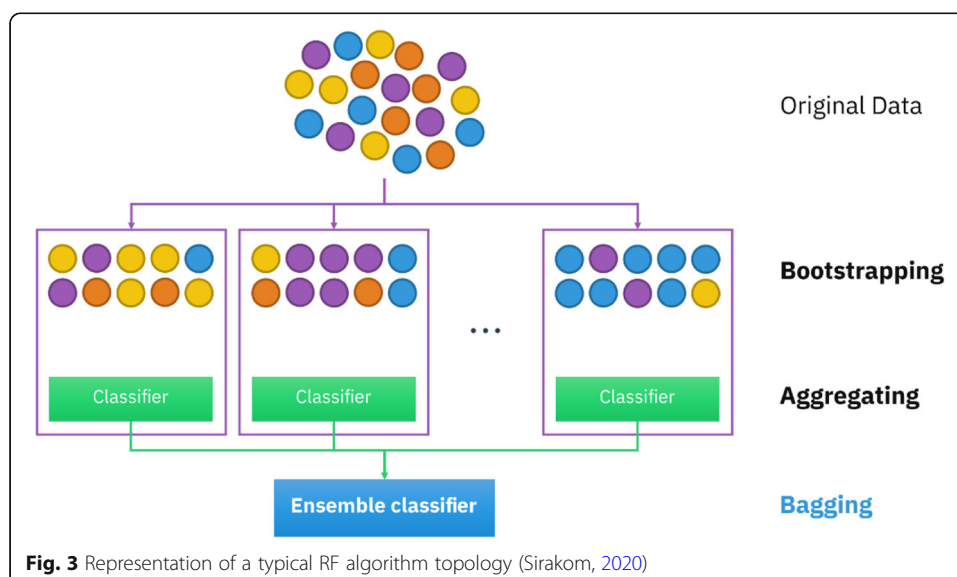 Original Data
Bootstrapping
...
Classifier
Classifier
Classifier
Aggregating
Ensemble classifier
Bagging
Fig. 3 Representation of a typical RF algorithm topology (Sirakom, 2020)